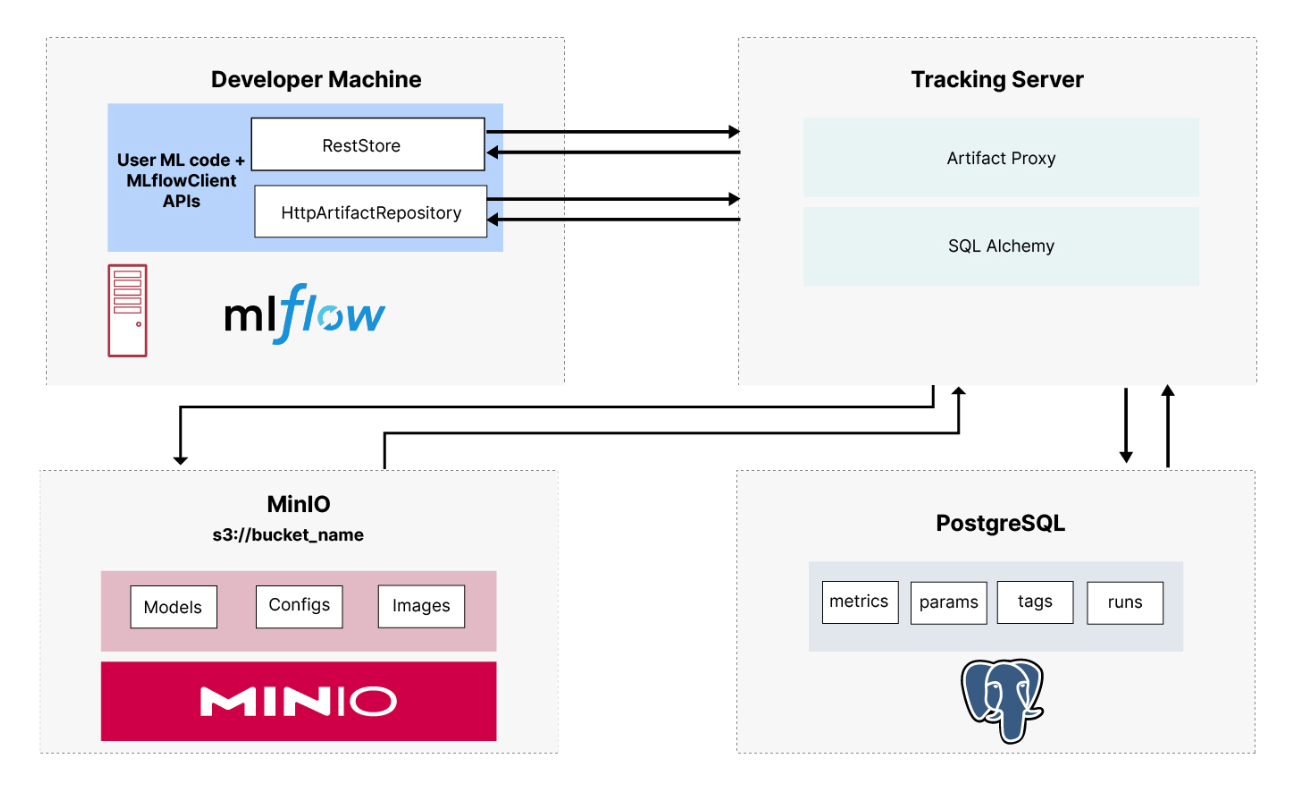 Developer Machine
User ML code +
MLflowClient
APIs
RestStore
HttpArtifactRepository
mlflow
Tracking Server
Artifact Proxy
SQL Alchemy
MinIO
s3://bucket_name
Models
Configs
Images
MINIO
PostgreSQL
metrics
params
tags
runs